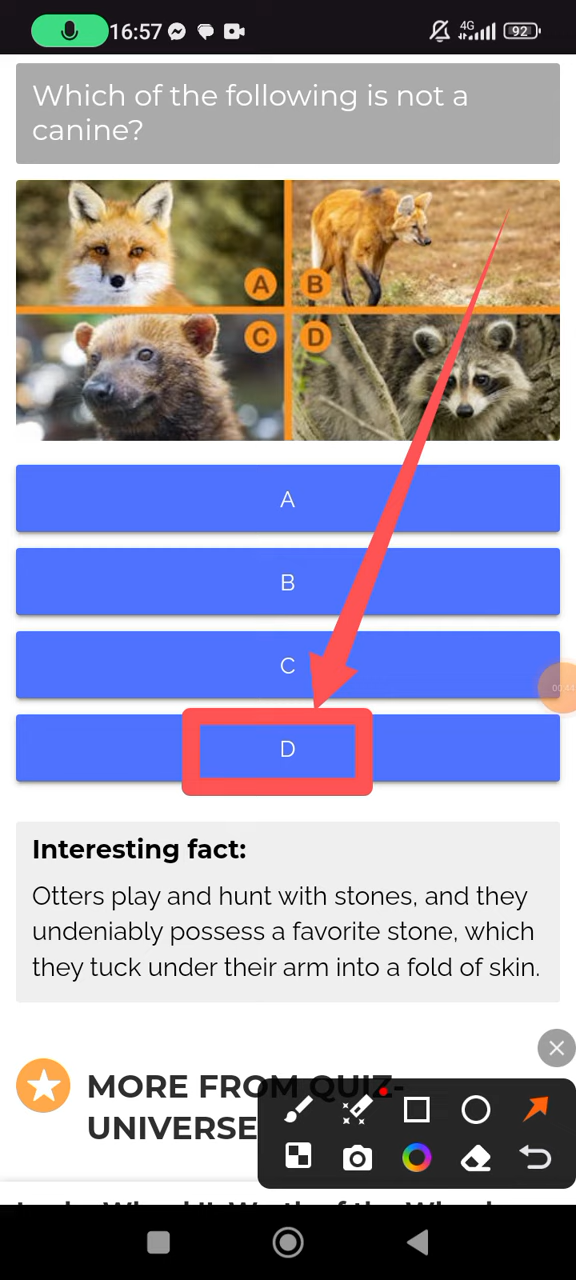 16:57
4G
92
Which of the following is not a
canine?
A
B
C
D
A
B
C
D
Interesting fact:
Otters play and hunt with stones, and they
undeniably possess a favorite stone, which
they tuck under their arm into a fold of skin.
MORE FROM QUIZ-
UNIVERSE